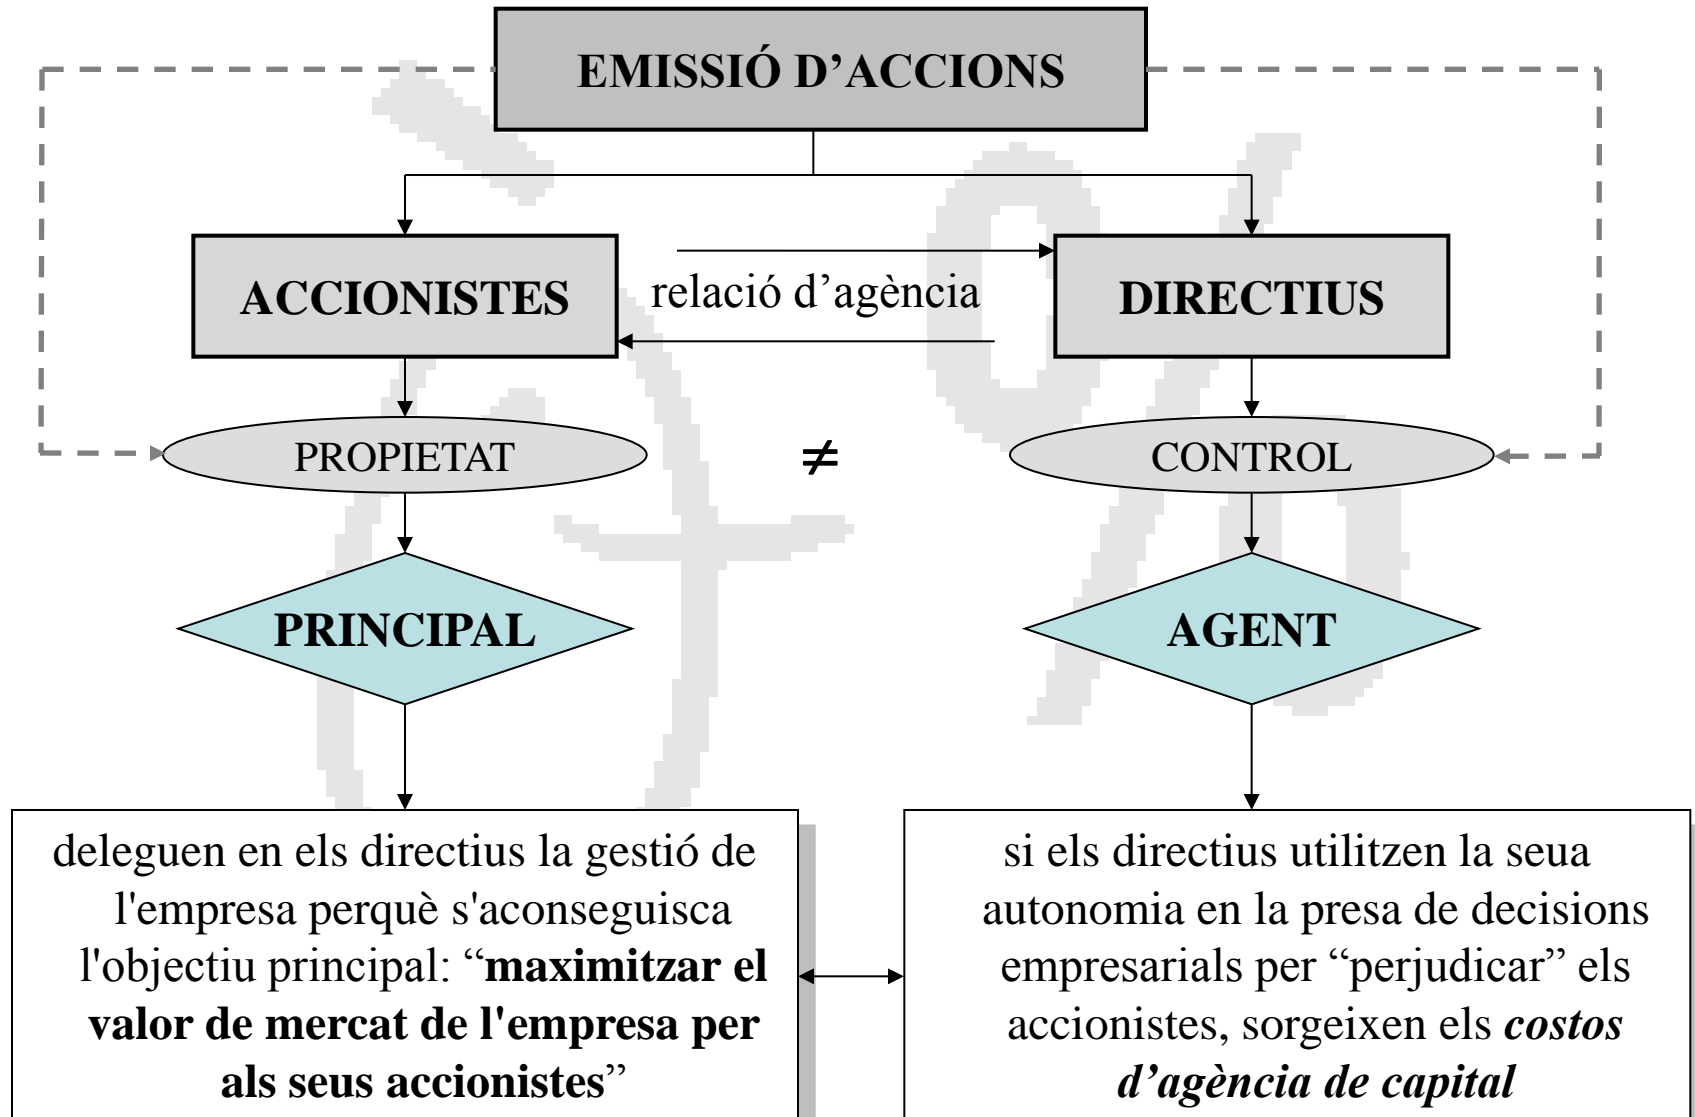 EMISSIÓ D’ACCIONS
ACCIONISTES
relació d’agència
DIRECTIUS
PROPIETAT
≠
CONTROL
PRINCIPAL
AGENT
deleguen en els directius la gestió de
l'empresa perquè s'aconseguisca
l'objectiu principal: “maximitzar el
valor de mercat de l'empresa per
als seus accionistes”
si els directius utilitzen la seua
autonomia en la presa de decisions
empresarials per “perjudicar” els
accionistes, sorgeixen els costos
d’agència de capital